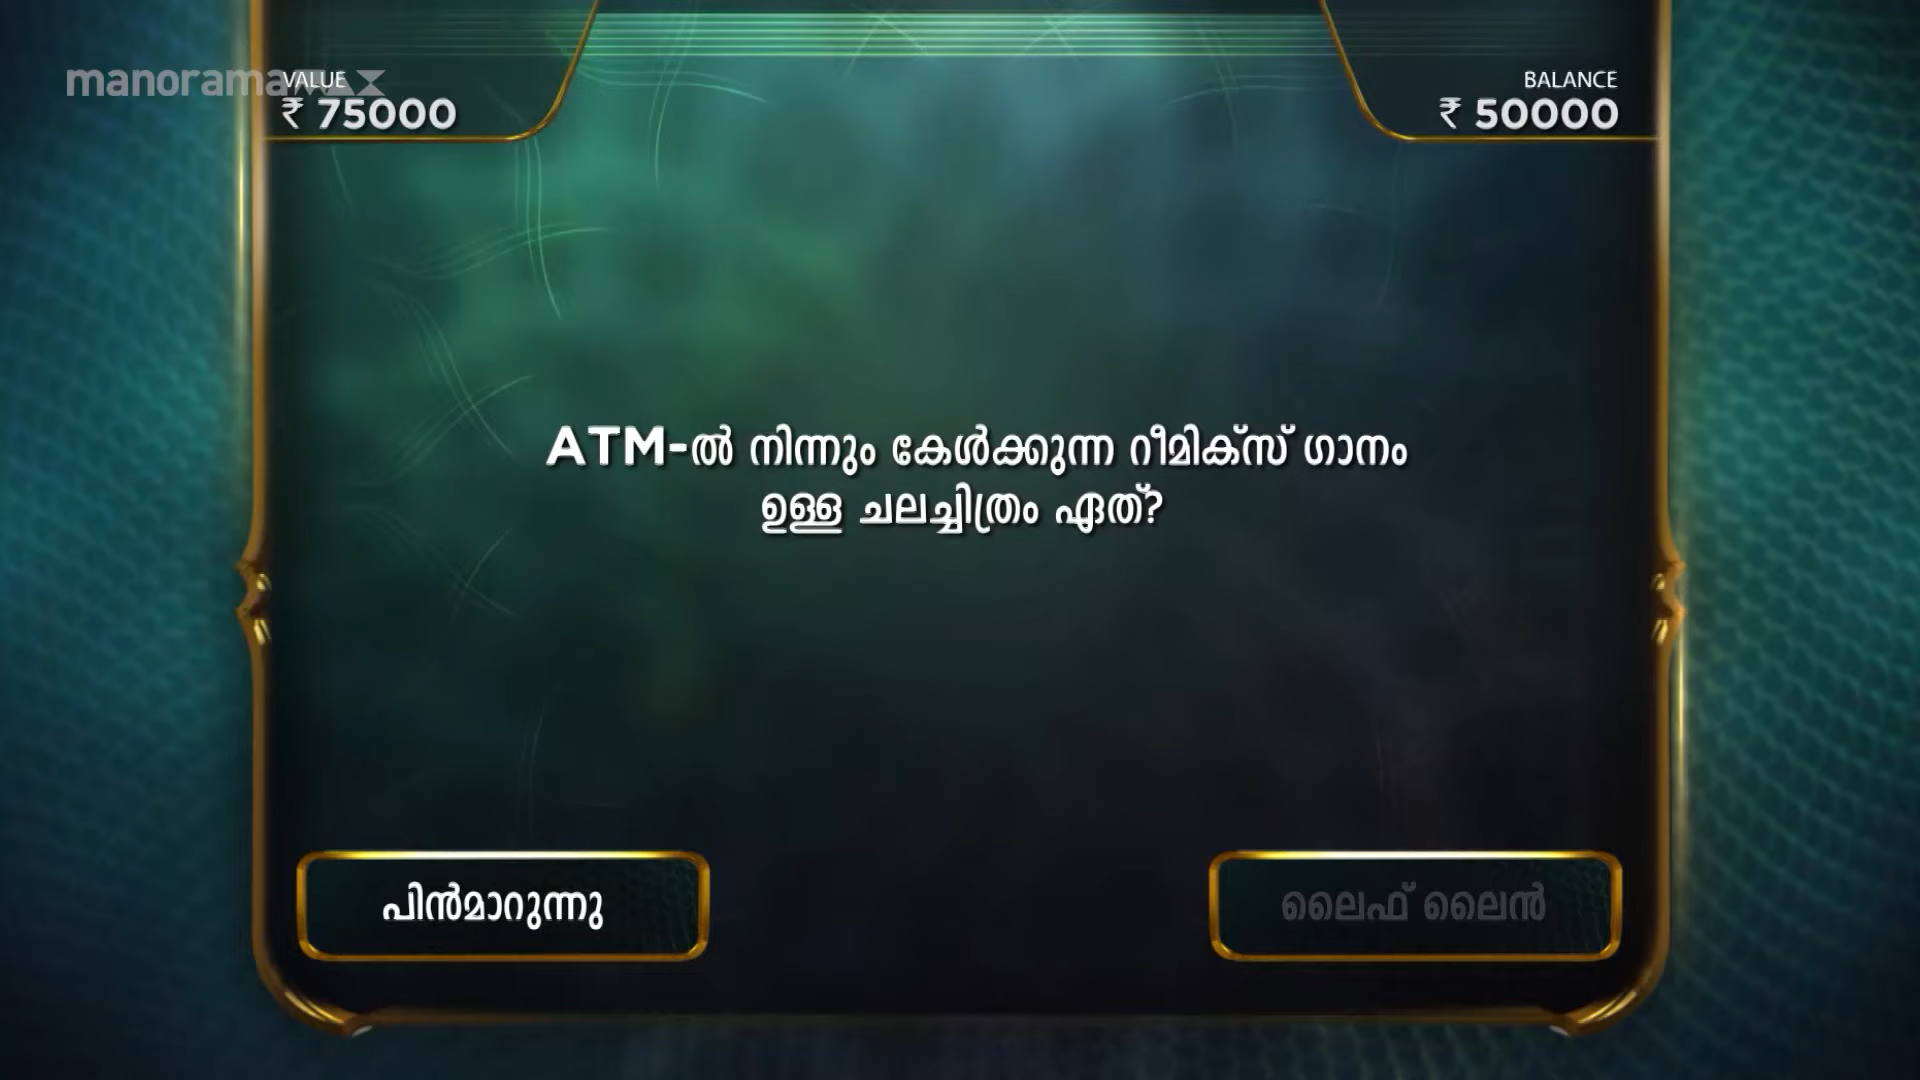 manoramaMAX
VALUE
₹ 75000
BALANCE
₹ 50000
ATM-ൽ നിന്നും കേൾക്കുന്ന റീമിക്സ് ഗാനം
ഉള്ള ചലച്ചിത്രം ഏത്?
പിൻമാറുന്നു
ലൈഫ് ലൈൻ